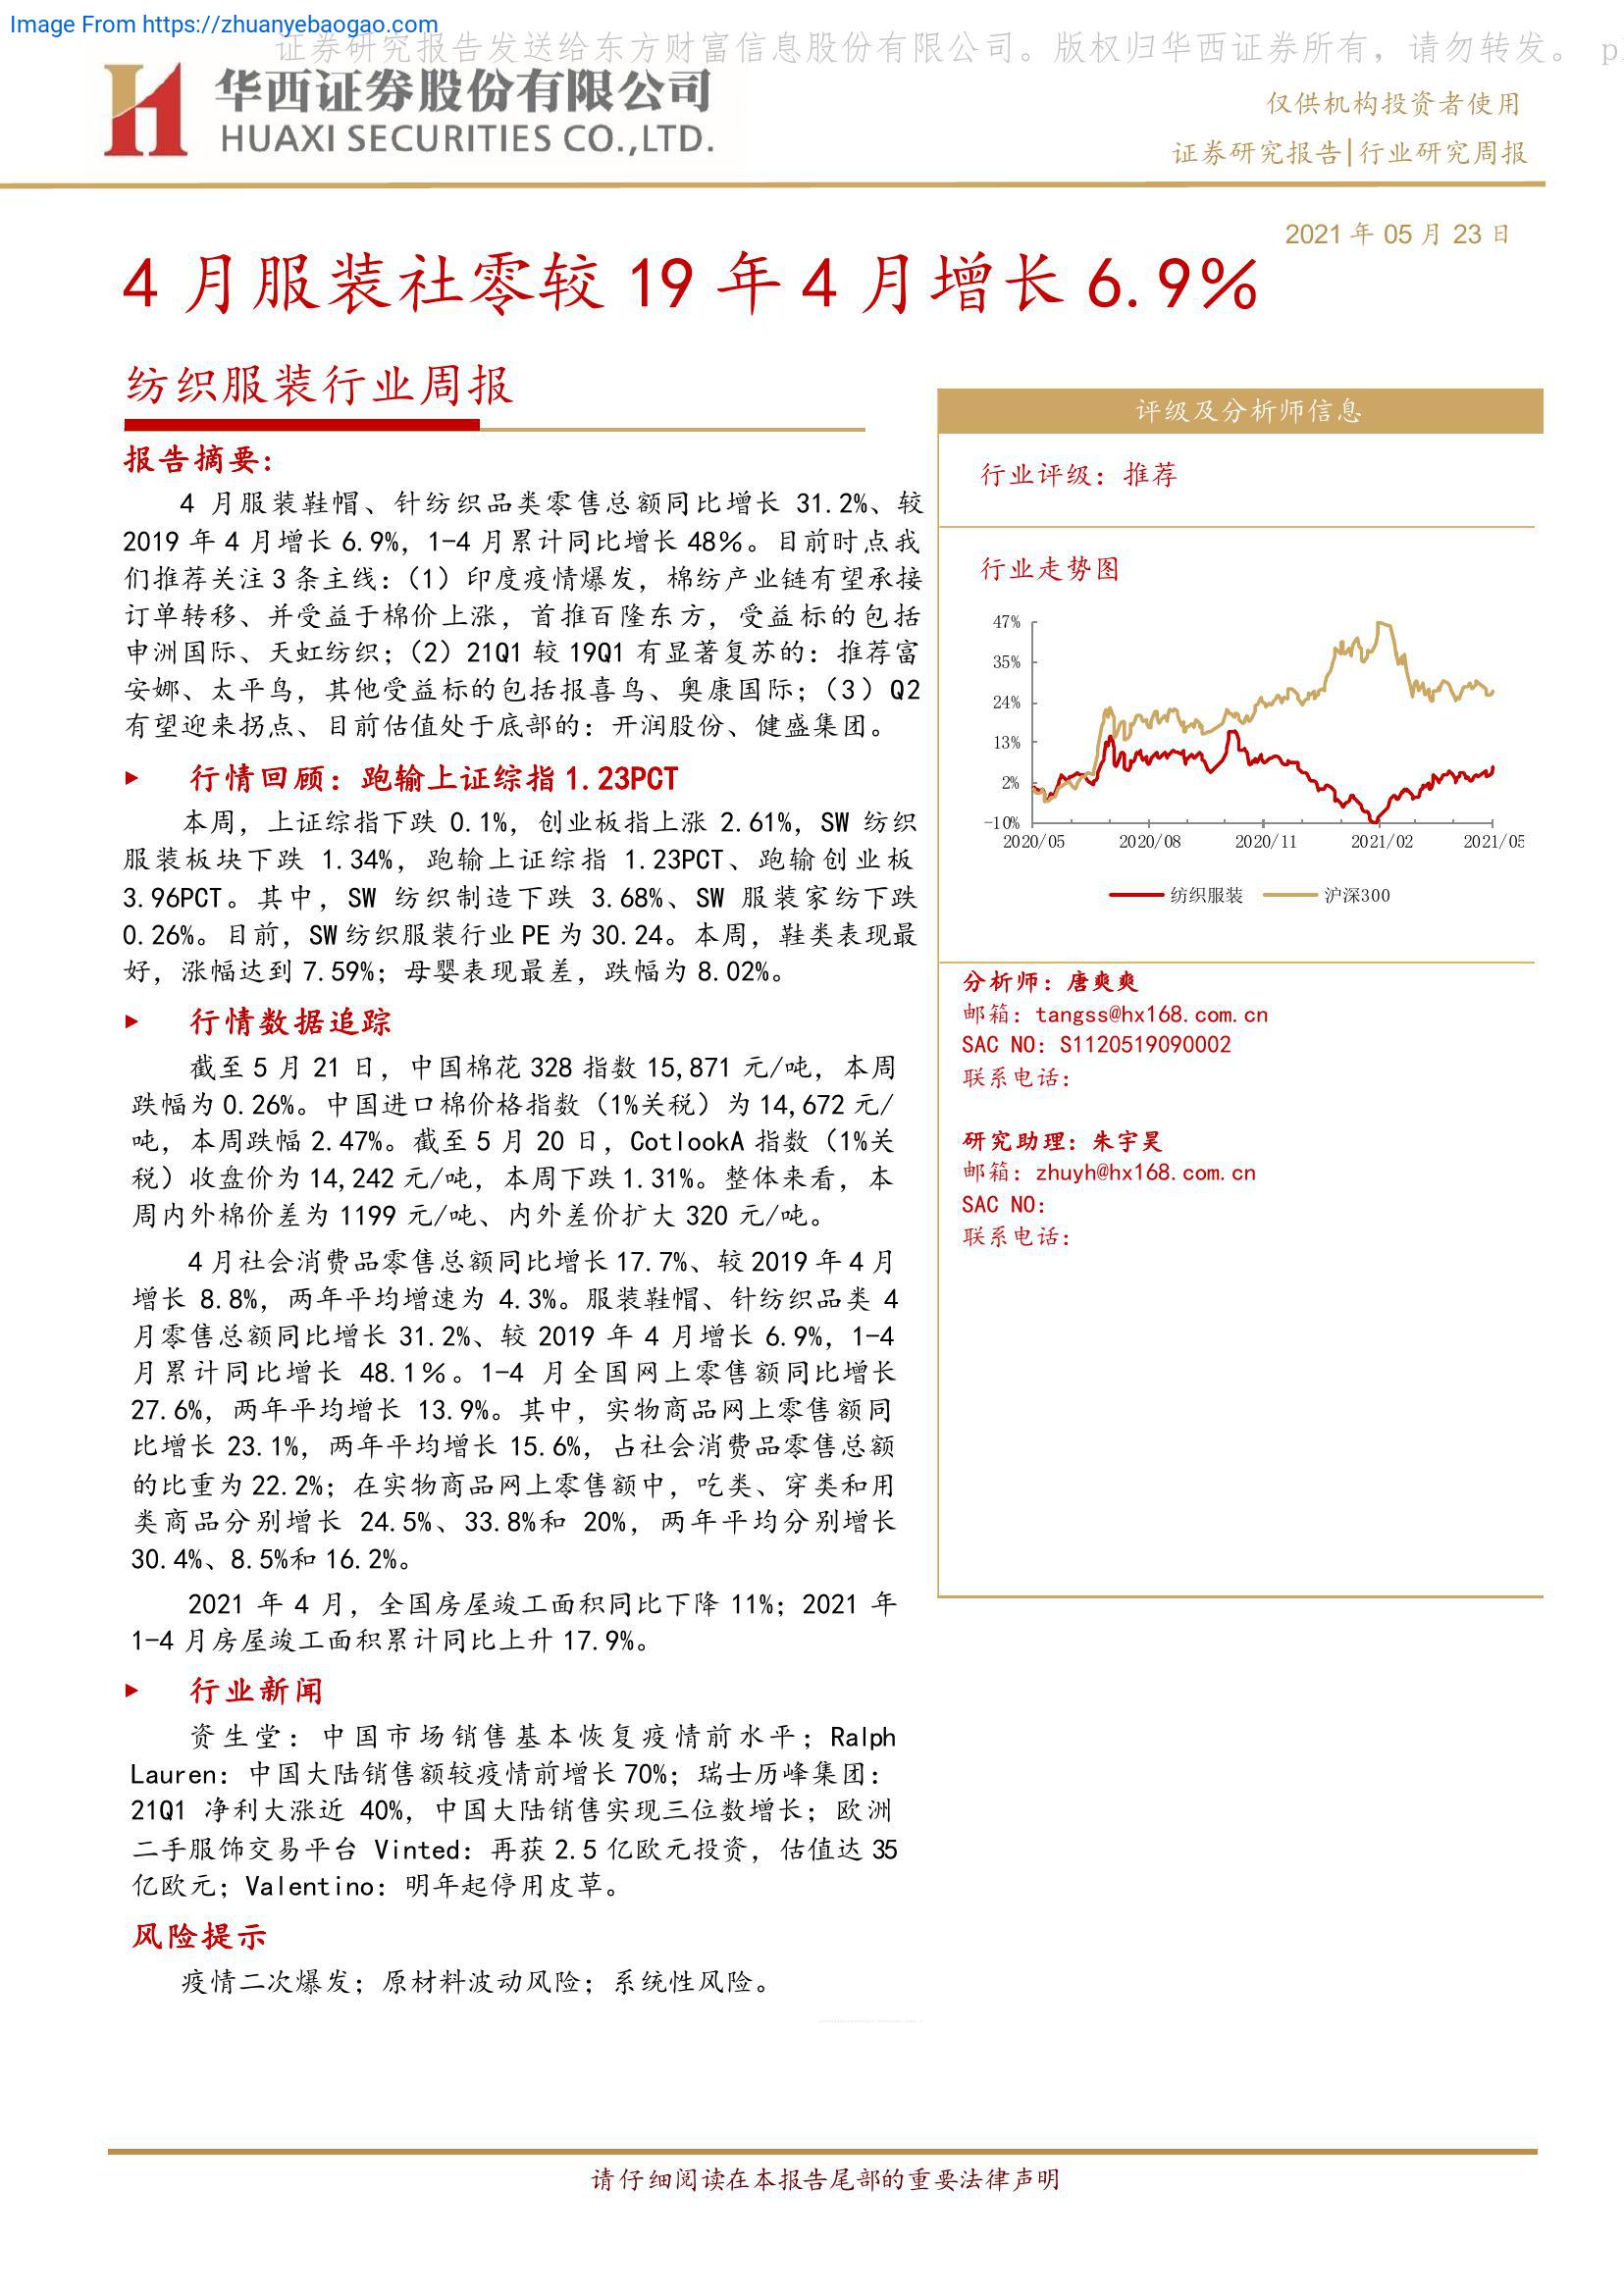 Image From https://zhuanyebaogao.com
证券研究报告发送给东方财富信息股份有限公司。版权归华西证券所有，请勿转发。 p
华西证券股份有限公司
HUAXI SECURITIES CO.,LTD.
仅供机构投资者使用
证券研究报告|行业研究周报
2021 年 05 月 23 日
4 月服装社零较 19 年 4 月增长 6.9%
纺织服装行业周报
报告摘要：
4 月服装鞋帽、针纺织品类零售总额同比增长 31.2%、较
2019 年 4 月增长 6.9%，1-4 月累计同比增长 48%。目前时点我
们推荐关注 3 条主线：（1）印度疫情爆发，棉纺产业链有望承接
订单转移、并受益于棉价上涨，首推百隆东方，受益标的包括
申洲国际、天虹纺织；（2）21Q1 较 19Q1 有显著复苏的：推荐富
安娜、太平鸟，其他受益标的包括报喜鸟、奥康国际；（3）Q2
有望迎来拐点、目前估值处于底部的：开润股份、健盛集团。
行情回顾：跑输上证综指 1.23PCT
本周，上证综指下跌 0.1%，创业板指上涨 2.61%，SW 纺织
服装板块下跌 1.34%，跑输上证综指 1.23PCT、跑输创业板
3.96PCT。其中，SW 纺织制造下跌 3.68%、SW 服装家纺下跌
0.26%。目前，SW 纺织服装行业 PE 为 30.24。本周，鞋类表现最
好，涨幅达到 7.59%；母婴表现最差，跌幅为 8.02%。
行情数据追踪
截至 5 月 21 日，中国棉花 328 指数 15,871 元/吨，本周
跌幅为 0.26%。中国进口棉价格指数（1%关税）为 14,672 元/
吨，本周跌幅 2.47%。截至 5 月 20 日，CotlookA 指数（1%关
税）收盘价为 14,242 元/吨，本周下跌 1.31%。整体来看，本
周内外棉价差为 1199 元/吨、内外差价扩大 320 元/吨。
4 月社会消费品零售总额同比增长 17.7%、较 2019 年 4 月
增长 8.8%，两年平均增速为 4.3%。服装鞋帽、针纺织品类 4
月零售总额同比增长 31.2%、较 2019 年 4 月增长 6.9%，1-4
月累计同比增长 48.1%。1-4 月全国网上零售额同比增长
27.6%，两年平均增长 13.9%。其中，实物商品网上零售额同
比增长 23.1%，两年平均增长 15.6%，占社会消费品零售总额
的比重为 22.2%；在实物商品网上零售额中，吃类、穿类和用
类商品分别增长 24.5%、33.8%和 20%，两年平均分别增长
30.4%、8.5%和 16.2%。
2021 年 4 月，全国房屋竣工面积同比下降 11%；2021 年
1-4 月房屋竣工面积累计同比上升 17.9%。
行业新闻
资生堂：中国市场销售基本恢复疫情前水平；Ralph
Lauren：中国大陆销售额较疫情前增长 70%；瑞士历峰集团：
21Q1 净利大涨近 40%，中国大陆销售实现三位数增长；欧洲
二手服饰交易平台 Vinted：再获 2.5 亿欧元投资，估值达 35
亿欧元；Valentino：明年起停用皮草。
风险提示
疫情二次爆发；原材料波动风险；系统性风险。
评级及分析师信息
行业评级：推荐
行业走势图
47%
35%
24%
13%
2%
-10%
2020/05 2020/08 2020/11 2021/02 2021/05
纺织服装 沪深300
分析师：唐爽爽
邮箱：tangss@hx168.com.cn
SAC NO：S1120519090002
联系电话：
研究助理：朱宇昊
邮箱：zhuyh@hx168.com.cn
SAC NO：
联系电话：
请仔细阅读在本报告尾部的重要法律声明